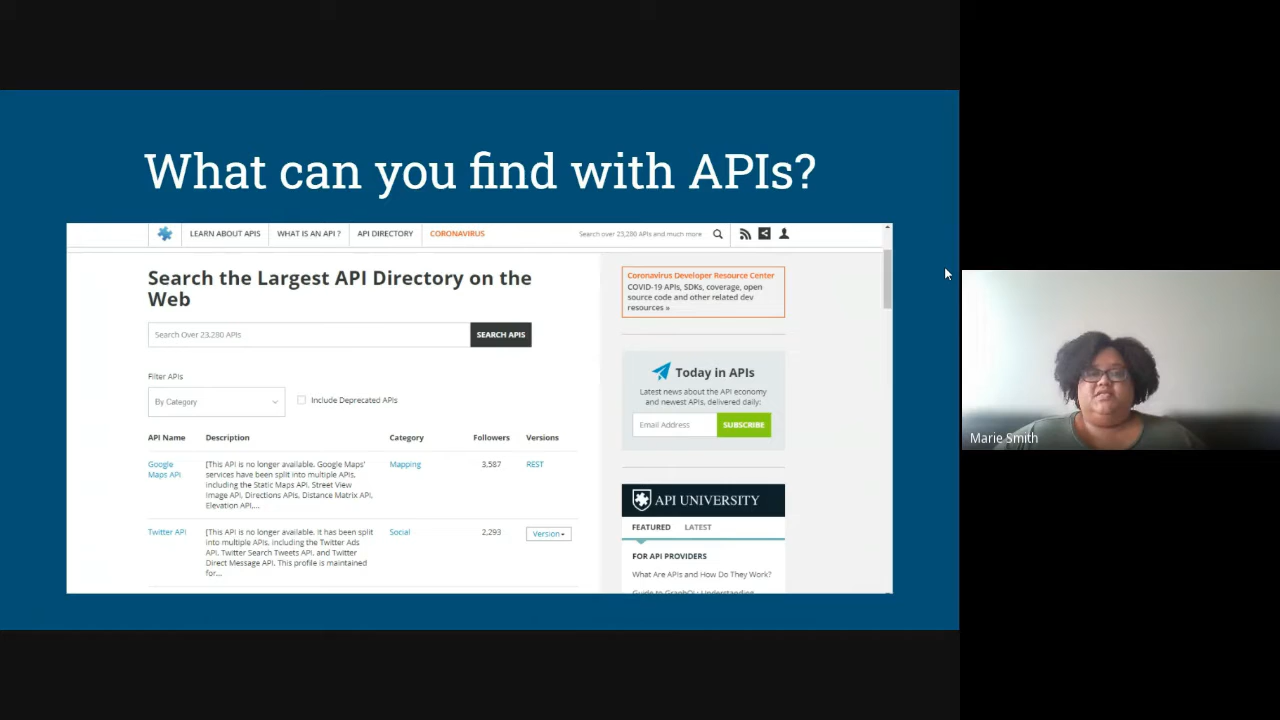 What can you find with APIs?
LEARN ABOUT APIS
WHAT IS AN API ?
API DIRECTORY
CORONAVIRUS
Search over 23,280 APIs and much more
Search the Largest API Directory on the
Web
Search Over 23,280 APIs
SEARCH APIS
Filter APIs
By Category
Include Deprecated APIs
API Name Description Category Followers Versions
Google
Maps API
[This API is no longer available. Google Maps'
services have been split into multiple APIs,
including the Static Maps API, Street View
Image API, Directions APIs, Distance Matrix API,
Elevation API,...
Mapping
3,587
REST
Twitter API
[This API is no longer available. It has been split
into multiple APIs, including the Twitter Ads
API, Twitter Search Tweets API, and Twitter
Direct Message API. This profile is maintained
for...
Social
2,293
Version
Coronavirus Developer Resource Center
COVID-19 APIs, SDKs, coverage, open
source code and other related dev
resources »
Today in APIs
Latest news about the API economy
and newest APIs, delivered daily:
Email Address
SUBSCRIBE
API UNIVERSITY
FEATURED LATEST
FOR API PROVIDERS
What Are APIs and How Do They Work?
Guide to GraphQL: Understanding
Marie Smith